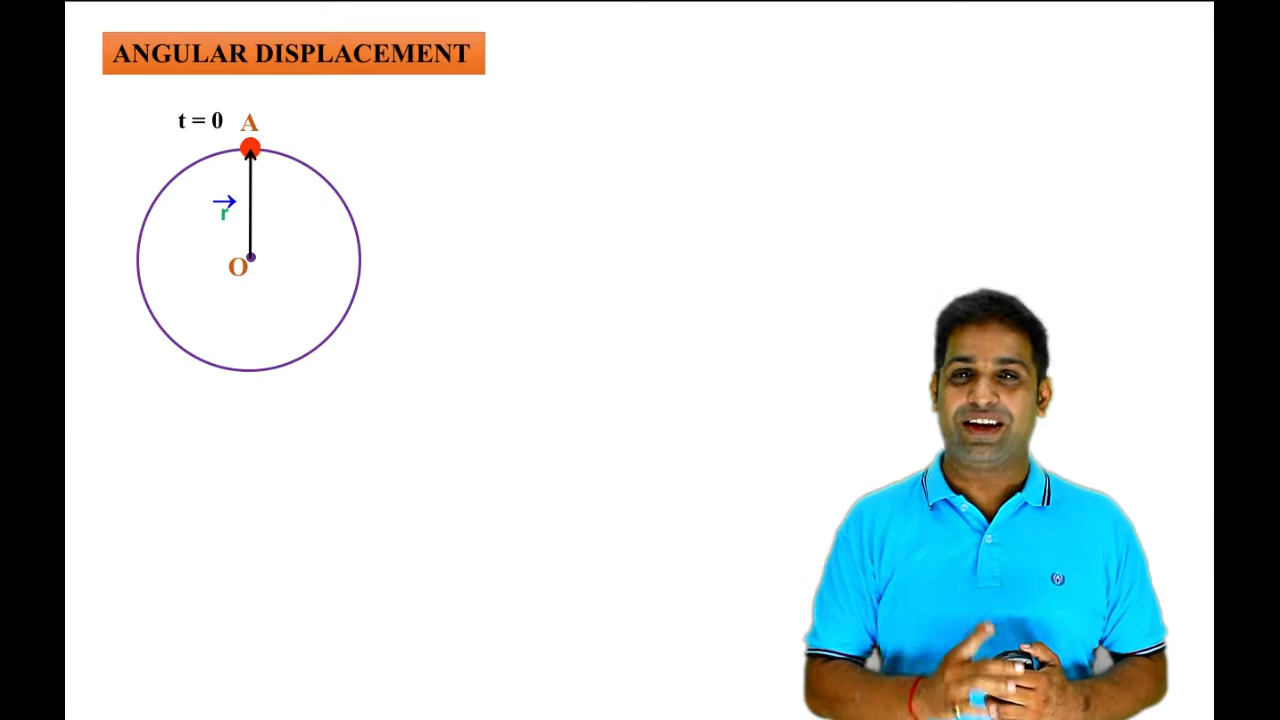 ANGULAR DISPLACEMENT
t = 0 A
r
O